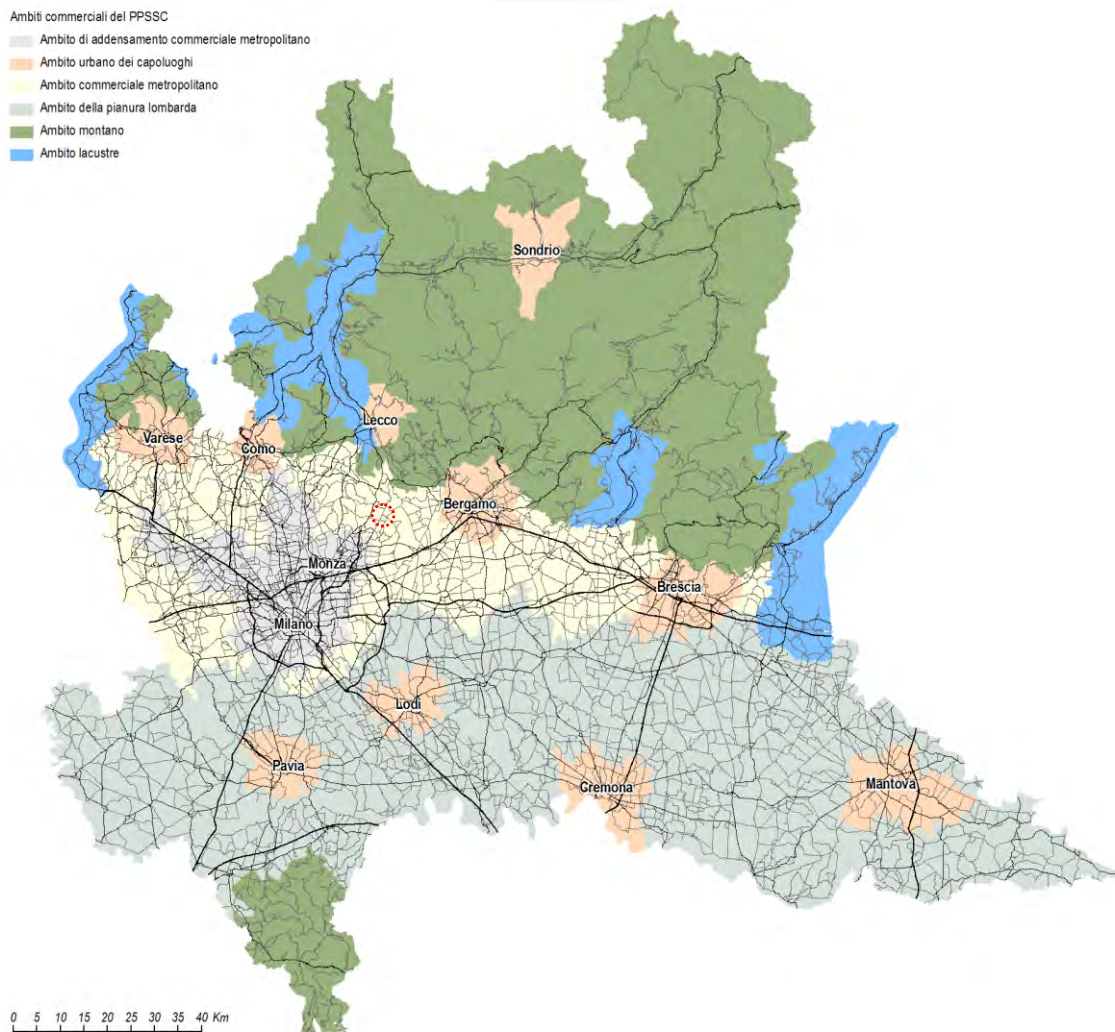 Ambiti commerciali del PPSSC
Ambito di addensamento commerciale metropolitano
Ambito urbano dei capoluoghi
Ambito commerciale metropolitano
Ambito della pianura lombarda
Ambito montano
Ambito lacustre
Sondrio
Lecco
Varese
Como
Bergamo
Monza
Brescia
Milano
Lodi
Pavia
Cremona
Mantova
0 5 10 15 20 25 30 35 40 Km